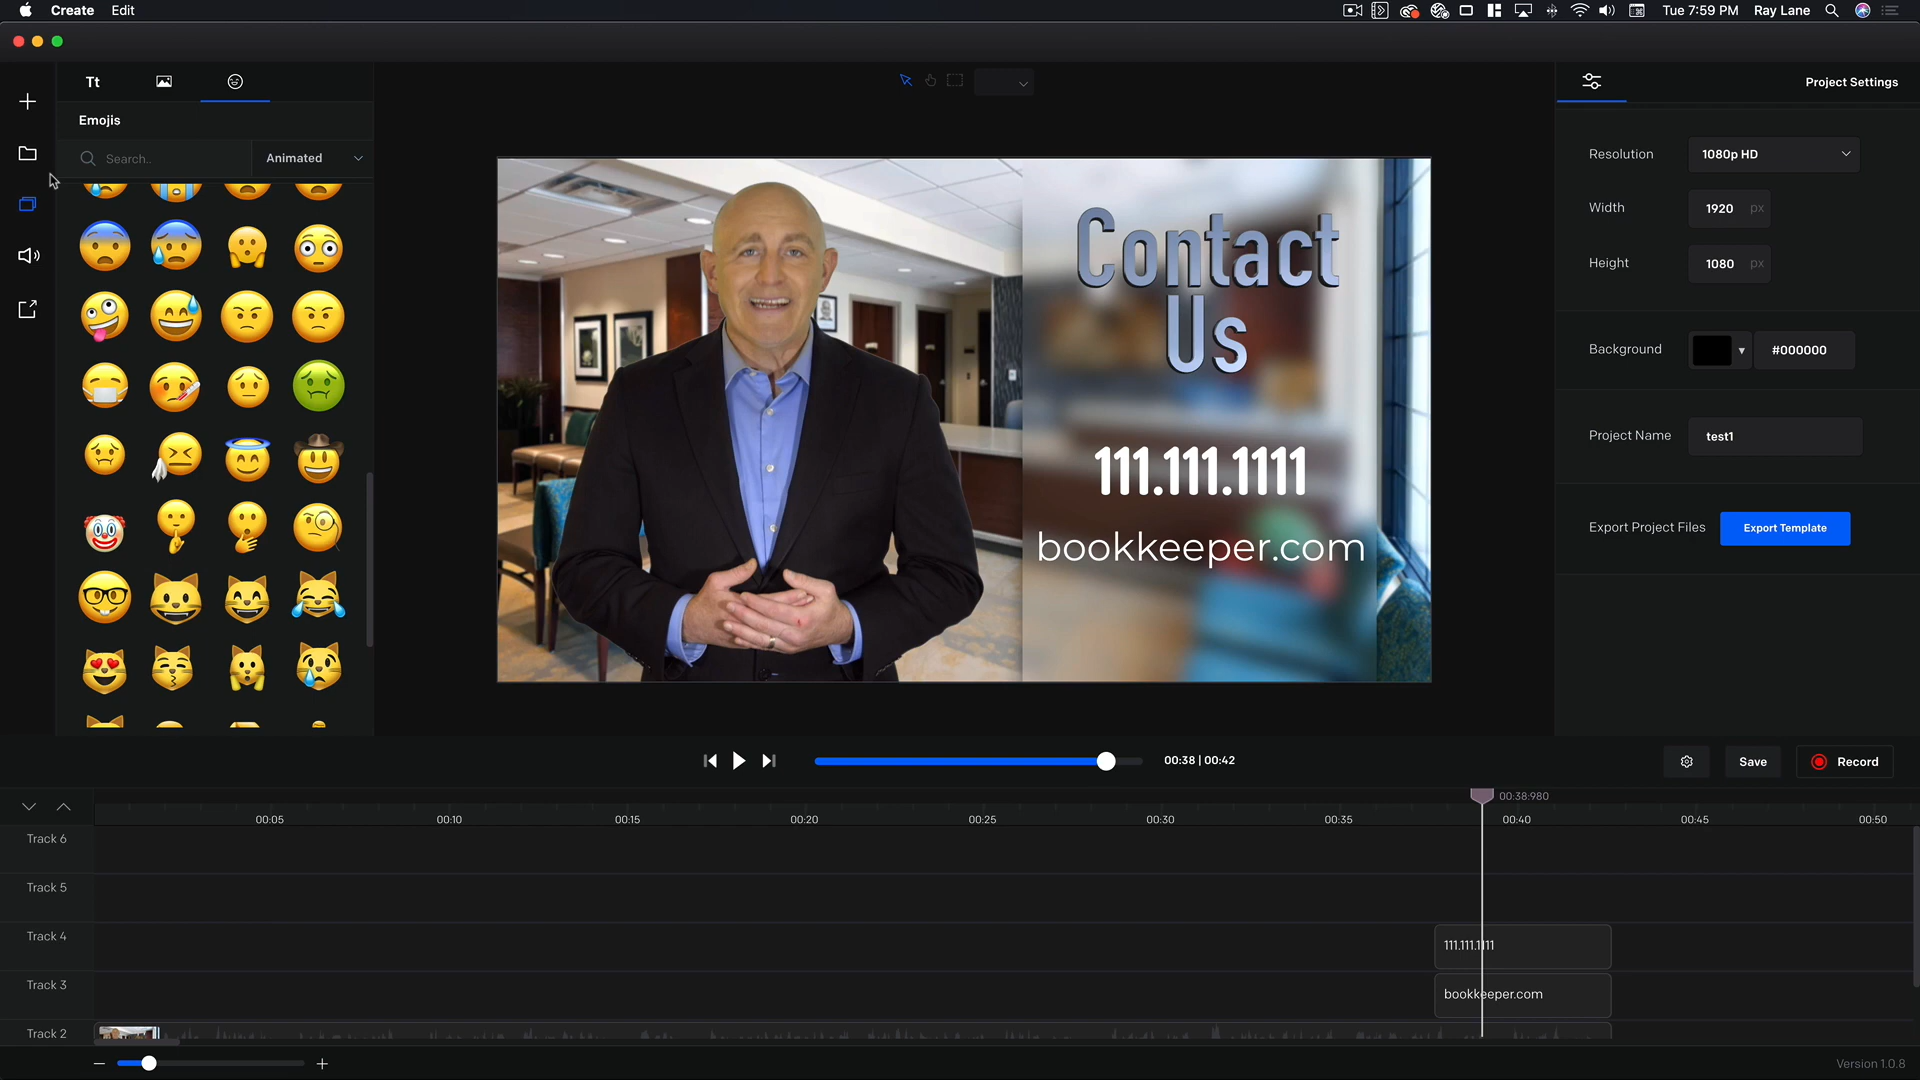 Create Edit
Tue 7:59 PM Ray Lane
Tt
Project Settings
Emojis
Search..
Animated
Resolution
1080p HD
Width
1920 px
Height
1080 px
Background
#000000
Project Name
test1
Export Project Files
Export Template
Contact
Us
111.111.1111
bookkeeper.com
00:38 | 00:42
Save
Record
00:38:980
00:05 00:10 00:15 00:20 00:25 00:30 00:35 00:40 00:45 00:50
Track 6
Track 5
Track 4
111.111.1111
Track 3
bookkeeper.com
Track 2
Version 1.0.8